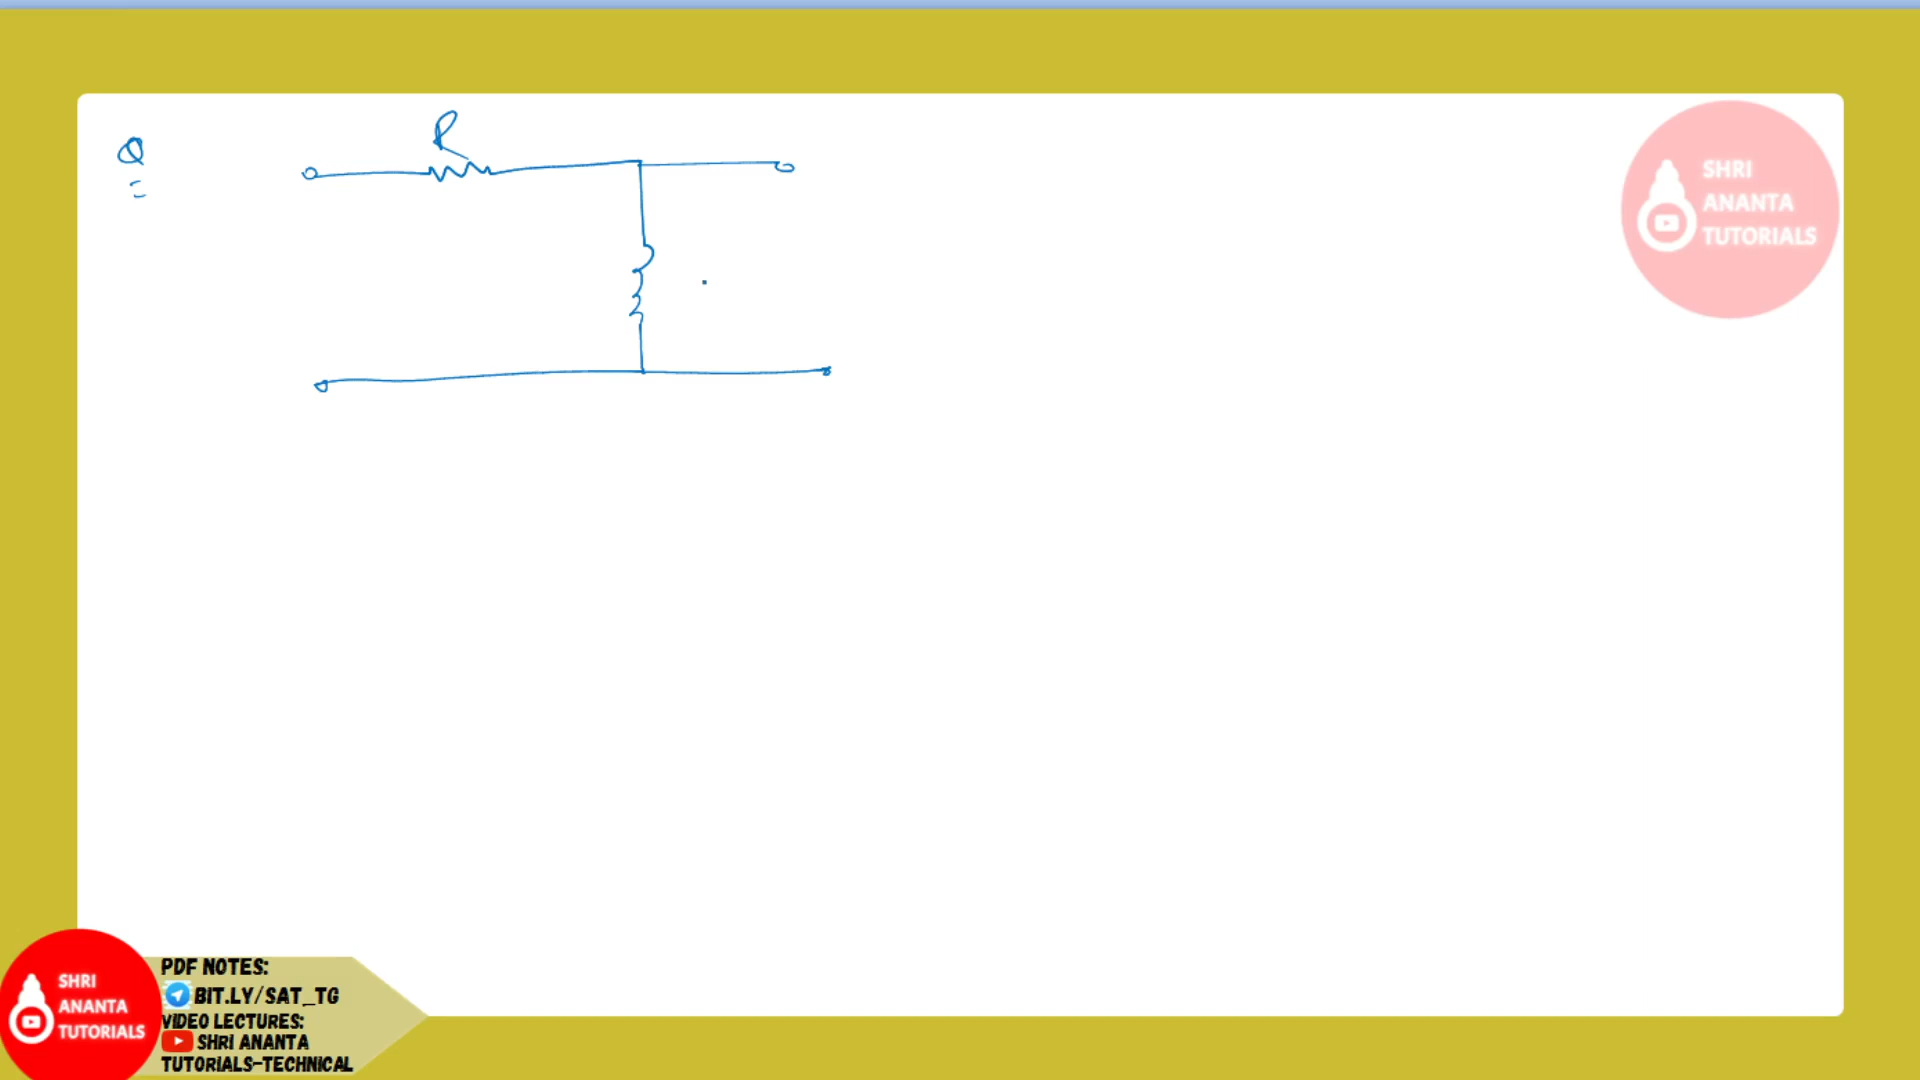 Q
R
SHRI
ANANTA
TUTORIALS
SHRI
ANANTA
TUTORIALS
PDF NOTES:
BIT.LY/SAT_TG
VIDEO LECTURES:
SHRI ANANTA
TUTORIALS-TECHNICAL